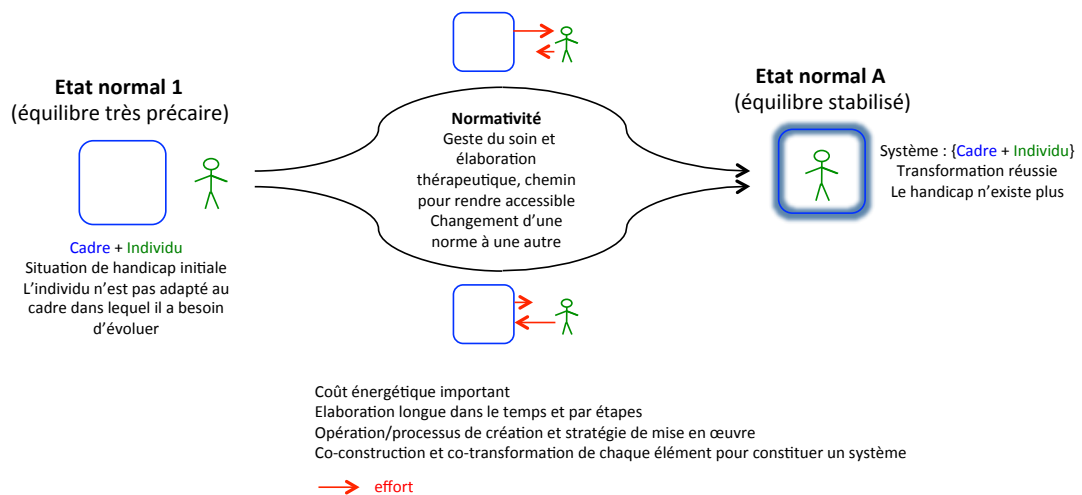 Etat normal 1
(équilibre très précaire)
Cadre + Individu
Situation de handicap initiale
L’individu n’est pas adapté au
cadre dans lequel il a besoin
d’évoluer
Normativité
Geste du soin et
élaboration
thérapeutique, chemin
pour rendre accessible
Changement d’une
norme à une autre
Etat normal A
(équilibre stabilisé)
Système : {Cadre + Individu}
Transformation réussie
Le handicap n’existe plus
Coût énergétique important
Elaboration longue dans le temps et par étapes
Opération/processus de création et stratégie de mise en œuvre
Co-construction et co-transformation de chaque élément pour constituer un système
effort